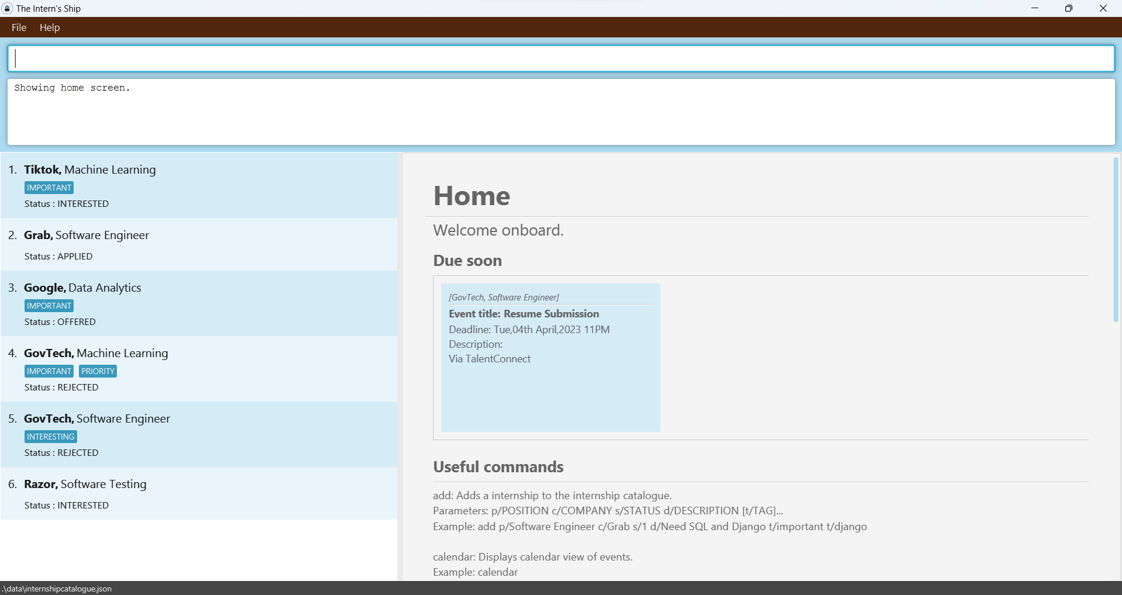 The Intern's Ship
File Help
Showing home screen.
1. Tiktok, Machine Learning
IMPORTANT
Status : INTERESTED
2. Grab, Software Engineer
Status : APPLIED
3. Google, Data Analytics
IMPORTANT
Status : OFFERED
4. GovTech, Machine Learning
IMPORTANT PRIORITY
Status : REJECTED
5. GovTech, Software Engineer
INTERESTING
Status : REJECTED
6. Razor, Software Testing
Status : INTERESTED
Home
Welcome onboard.
Due soon
[GovTech, Software Engineer]
Event title: Resume Submission
Deadline: Tue,04th April,2023 11PM
Description:
Via TalentConnect
Useful commands
add: Adds a internship to the internship catalogue.
Parameters: p/POSITION c/COMPANY s/STATUS d/DESCRIPTION [t/TAG]...
Example: add p/Software Engineer c/Grab s/1 d/Need SQL and Django t/important t/django
calendar: Displays calendar view of events.
Example: calendar
.\data\internshipcatalogue.json